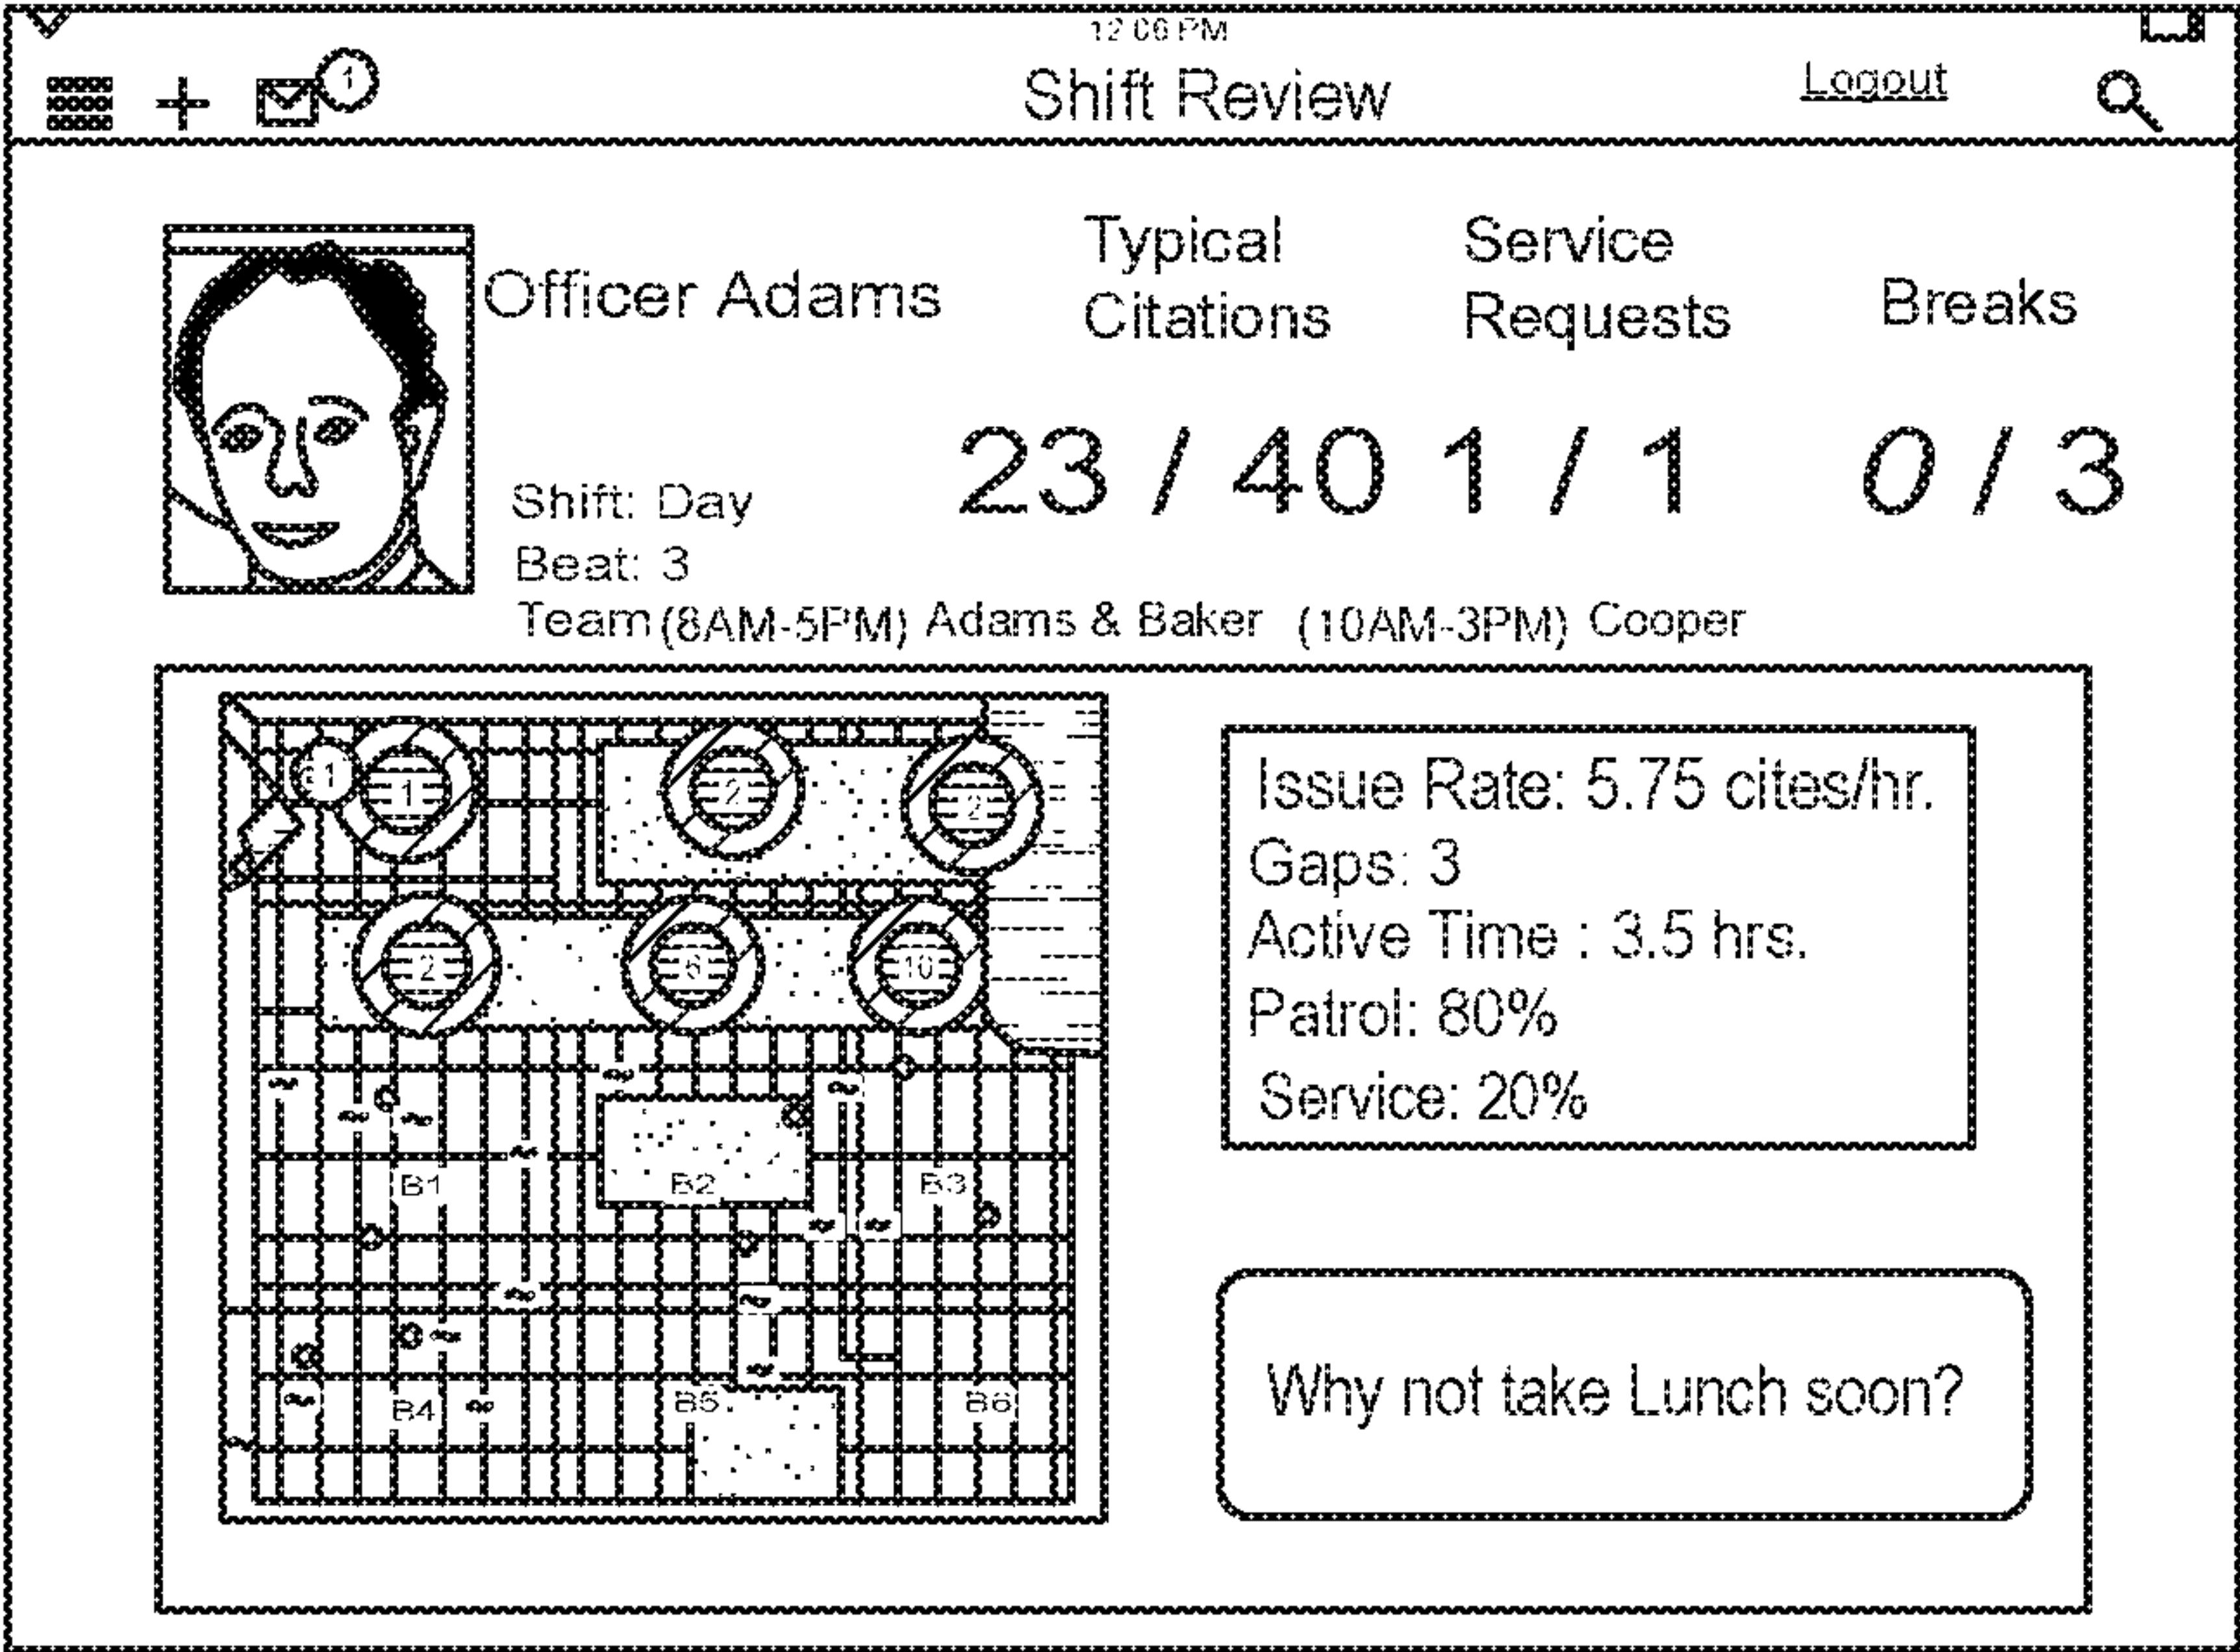 12:06 PM
1
Shift Review
Logout
Officer Adams
Typical
Citations
Service
Requests
Breaks
23 / 40
1 / 1
0 / 3
Shift: Day
Beat: 3
Team (8AM-5PM) Adams & Baker (10AM-3PM) Cooper
1
1
2
2
2
6
10
B1
B2
B3
B4
B5
B6
Issue Rate: 5.75 cites/hr.
Gaps: 3
Active Time : 3.5 hrs.
Patrol: 80%
Service: 20%
Why not take Lunch soon?